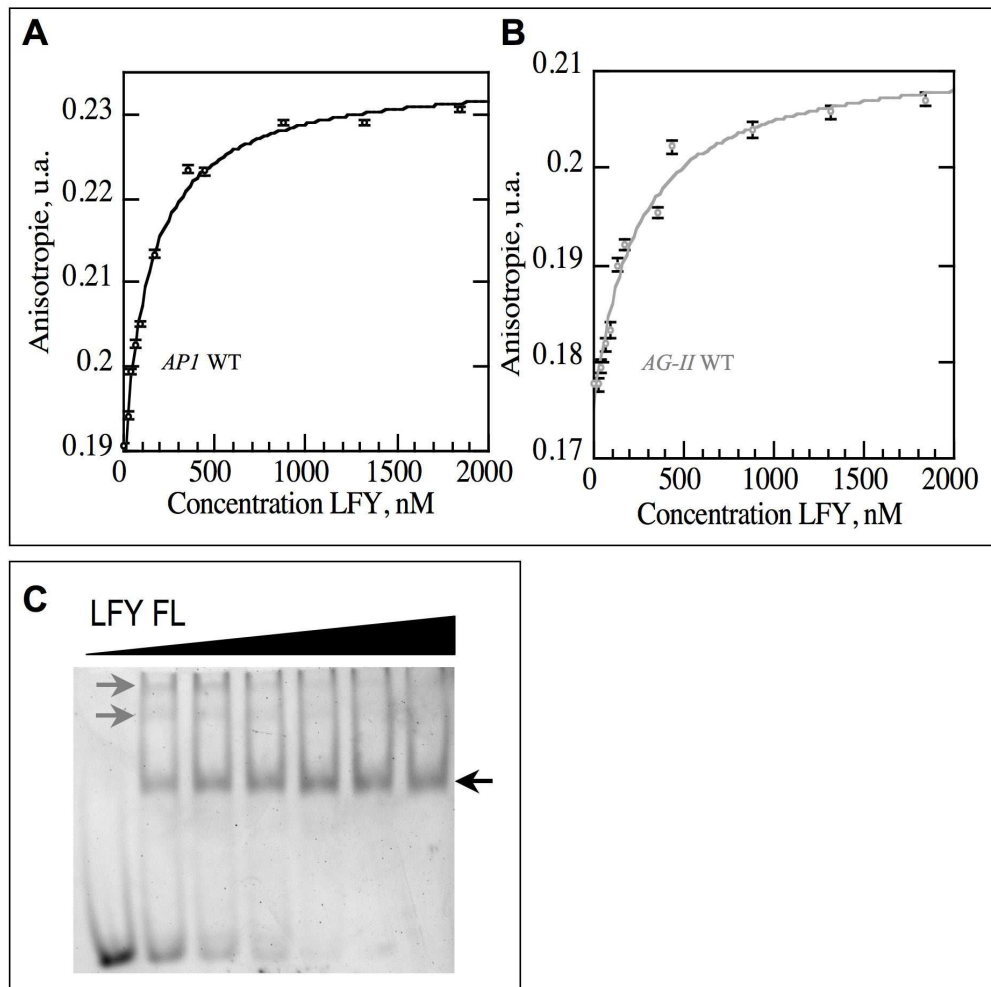 A
0.23
0.22
0.21
0.2
0.19
Anisotropie, u.a.
AP1 WT
0 500 1000 1500 2000
Concentration LFY, nM
B
0.21
0.2
0.19
0.18
0.17
Anisotropie, u.a.
AG-II WT
0 500 1000 1500 2000
Concentration LFY, nM
C
LFY FL